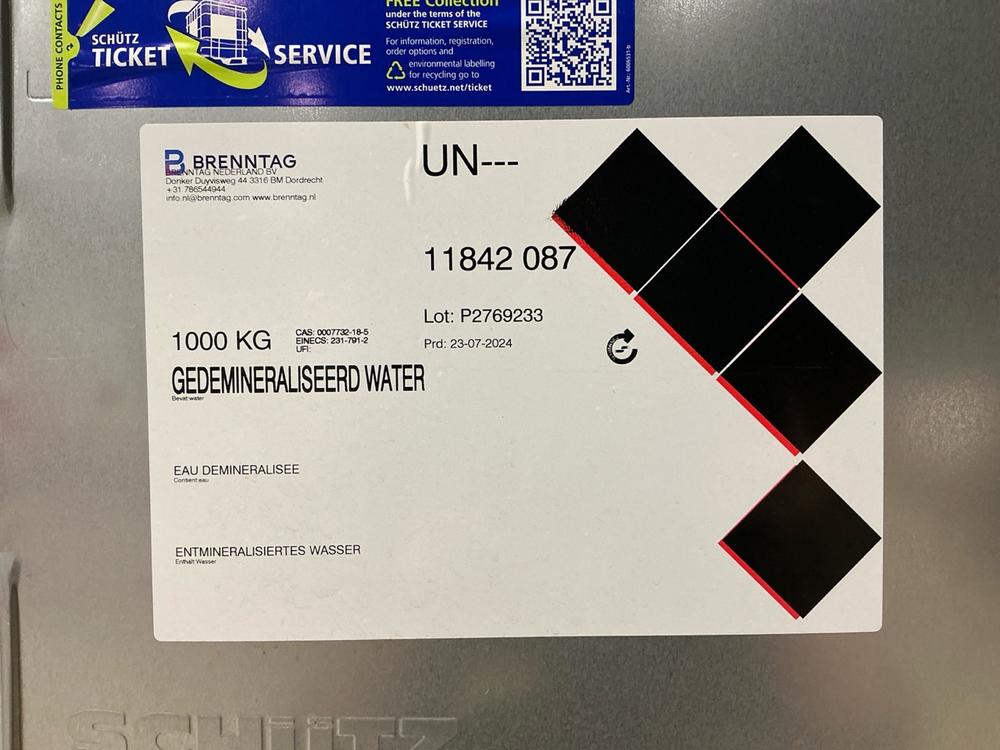 PHONE CONTACTS
SCHÜTZ
TICKET SERVICE
FREE Collection
under the terms of the
SCHÜTZ TICKET SERVICE
For information, registration,
order options and
environmental labelling
for recycling go to
www.schuetz.net/ticket
BRENNTAG
BRENNTAG NEDERLAND BV
Donker Duyvisweg 44 3316 BM Dordrecht
+31 786544944
info.nl@brenntag.com www.brenntag.nl
UN---
11842 087
Lot: P2769233
Prd: 23-07-2024
1000 KG
CAS: 0007732-18-5
EINECS: 231-791-2
UFI:
GEDEMINERALISEERD WATER
Bevat:water
EAU DEMINERALISEE
Contient:eau
ENTMINERALISIERTES WASSER
Enthält:Wasser
SCHÜTZ